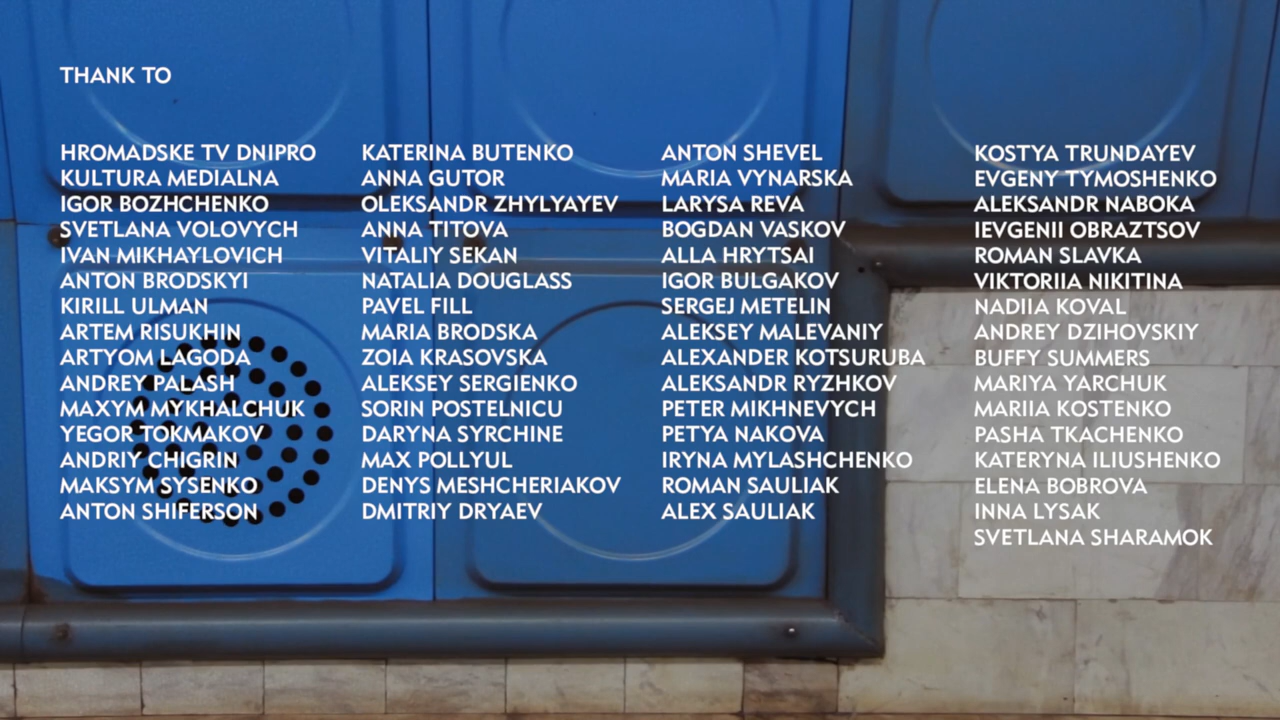 THANK TO
HROMADSKE TV DNIPRO
KULTURA MEDIALNA
IGOR BOZHCHENKO
SVETLANA VOLOVYCH
IVAN MIKHAYLOVICH
ANTON BRODSKYI
KIRILL ULMAN
ARTEM RISUKHIN
ARTYOM LAGODA
ANDREY PALASH
MAXYM MYKHALCHUK
YEGOR TOKMAKOV
ANDRIY CHIGRIN
MAKSYM SYSENKO
ANTON SHIFERSON
KATERINA BUTENKO
ANNA GUTOR
OLEKSANDR ZHYLYAYEV
ANNA TITOVA
VITALIY SEKAN
NATALIA DOUGLASS
PAVEL FILL
MARIA BRODSKA
ZOIA KRASOVSKA
ALEKSEY SERGIENKO
SORIN POSTELNICU
DARYNA SYRCHINE
MAX POLLYUL
DENYS MESHCHERIAKOV
DMITRIY DRYAEV
ANTON SHEVEL
MARIA VYNARSKA
LARYSA REVA
BOGDAN VASKOV
ALLA HRYTSAI
IGOR BULGAKOV
SERGEJ METELIN
ALEKSEY MALEVANIY
ALEXANDER KOTSURUBA
ALEKSANDR RYZHKOV
PETER MIKHNEVYCH
PETYA NAKOVA
IRYNA MYLASHCHENKO
ROMAN SAULIAK
ALEX SAULIAK
KOSTYA TRUNDAYEV
EVGENY TYMOSHENKO
ALEKSANDR NABOKA
IEVGENII OBRAZTSOV
ROMAN SLAVKA
VIKTORIIA NIKITINA
NADIIA KOVAL
ANDREY DZIHOVSKIY
BUFFY SUMMERS
MARIYA YARCHUK
MARIIA KOSTENKO
PASHA TKACHENKO
KATERYNA ILIUSHENKO
ELENA BOBROVA
INNA LYSAK
SVETLANA SHARAMOK